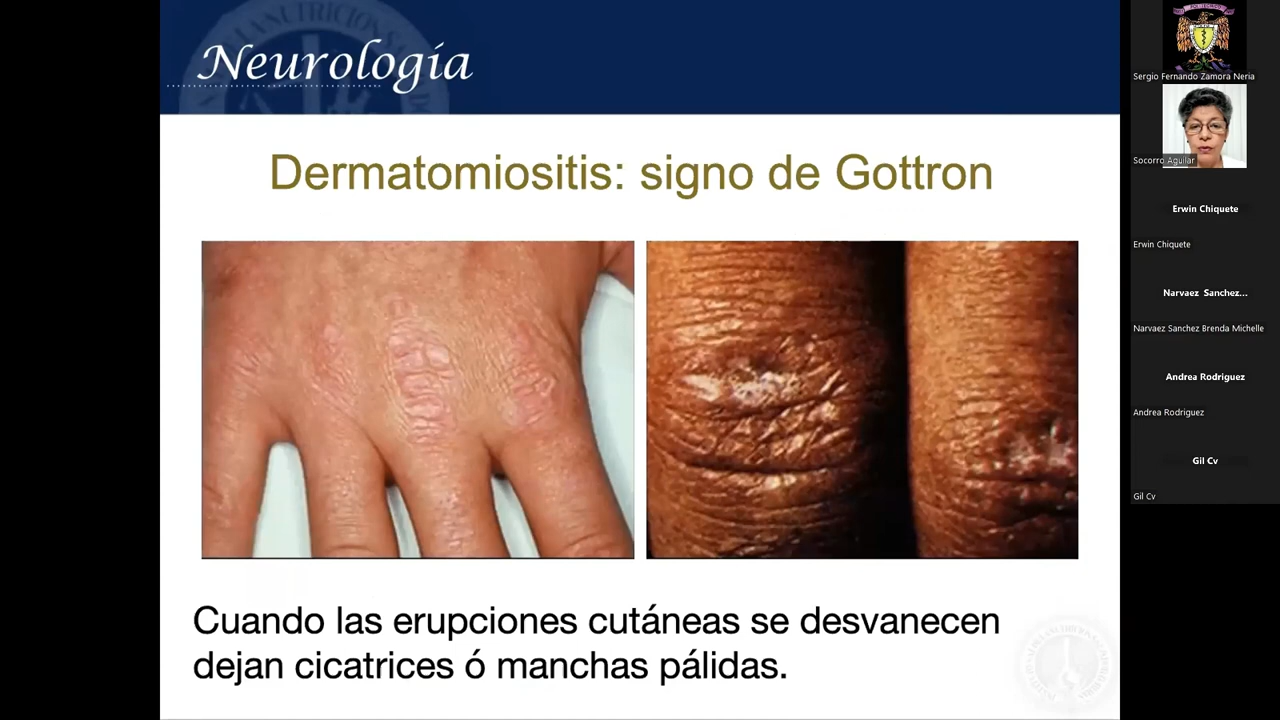 Neurología
Dermatomiositis: signo de Gottron
Cuando las erupciones cutáneas se desvanecen
dejan cicatrices ó manchas pálidas.
Sergio Fernando Zamora Neria
Socorro Aguilar
Erwin Chiquete
Erwin Chiquete
Narvaez Sanchez...
Narvaez Sanchez Brenda Michelle
Andrea Rodriguez
Andrea Rodriguez
Gil Cv
Gil Cv